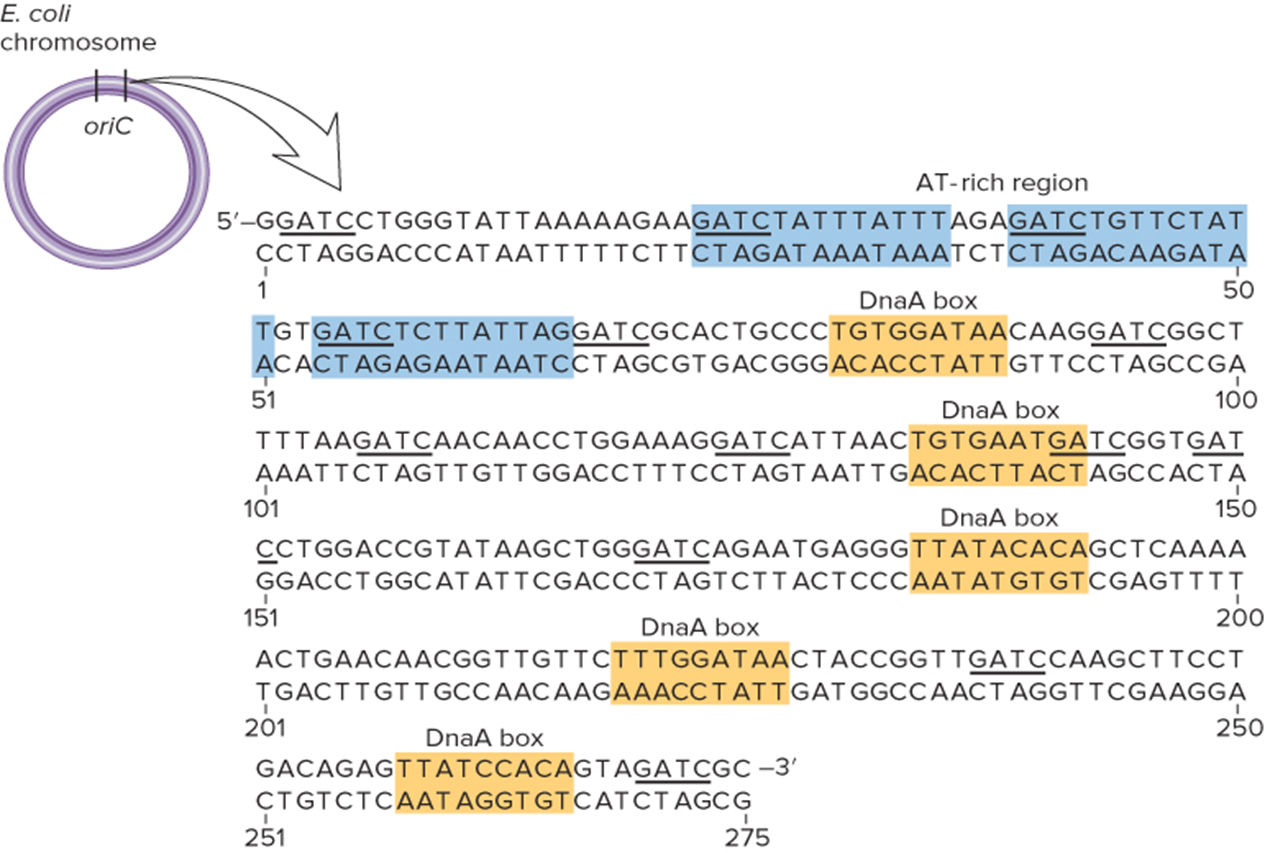 E. coli
chromosome
oriC
AT-rich region
5′–GGATCCTGGGTATTAAAAAGAAGATCTATTTATTTAGAGATCTGTTCTAT
CCTAGGACCCATAATTTTTCTTCTAGATAAATAAATCTCTAGACAAGATA
1 50
DnaA box
TGTGATCTCTTATTAGGATCGCACTGCCCTGTGGATAACAAGGATCGGCT
ACACTAGAGAATAATCCTAGCGTGACGGGACACCTATTGTTCCTAGCCGA
51 100
DnaA box
TTTAAGATCAACAACCTGGAAAGGATCATTAACTGTGAATGATCGGTGAT
AAATTCTAGTTGTTGGACCTTTCCTAGTAATTGACACTTACTAGCCACTA
101 150
DnaA box
CCTGGACCGTATAAGCTGGGATCAGAATGAGGGTTATACACAGCTCAAAA
GGACCTGGCATATTCGACCCTAGTCTTACTCCCAATATGTGTCGAGTTTT
151 200
DnaA box
ACTGAACAACGGTTGTTCTTTGGATAACTACCGGTTGATCCAAGCTTCCT
TGACTTGTTGCCAACAAGAAACCTATTGATGGCCAACTAGGTTCGAAGGA
201 250
DnaA box
GACAGAGTTATCCACAGTAGATCGC –3′
CTGTCTCAATAGGTGTCATCTAGCG
251 275